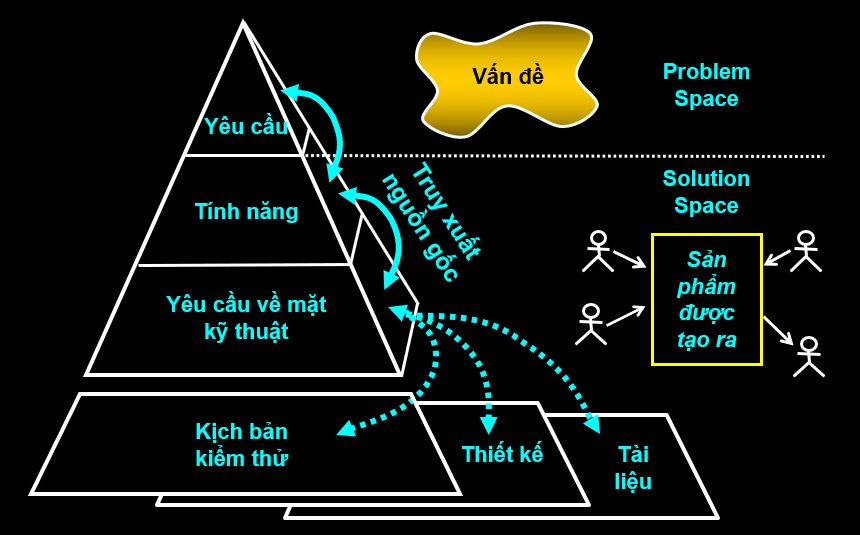 Vấn đề
Problem
Space
Yêu cầu
Truy xuất
nguồn gốc
Solution
Space
Tính năng
Sản
phẩm
được
tạo ra
Yêu cầu về mặt
kỹ thuật
Kịch bản
kiểm thử
Thiết kế
Tài
liệu